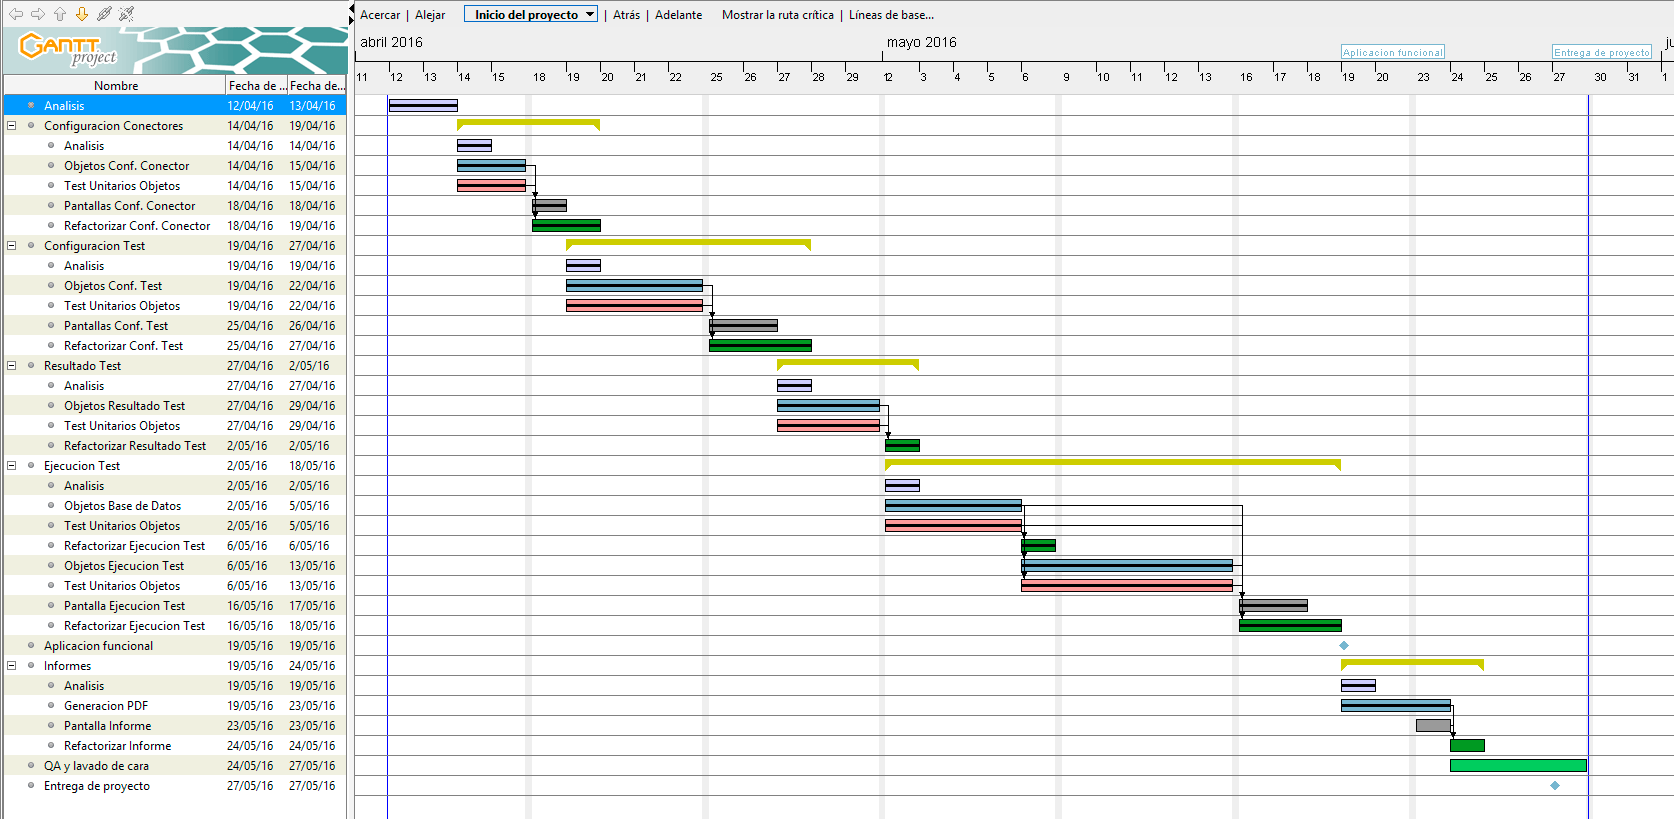 Acercar | Alejar Inicio del proyecto | Atrás | Adelante Mostrar la ruta crítica | Líneas de base...
GANTT
project
abril 2016 mayo 2016 ju
Aplicacion funcional Entrega de proyecto
11 12 13 14 15 18 19 20 21 22 25 26 27 28 29 2 3 4 5 6 9 10 11 12 13 16 17 18 19 20 23 24 25 26 27 30 31 1
Nombre Fecha de ... Fecha de...
Analisis 12/04/16 13/04/16
Configuracion Conectores 14/04/16 19/04/16
Analisis 14/04/16 14/04/16
Objetos Conf. Conector 14/04/16 15/04/16
Test Unitarios Objetos 14/04/16 15/04/16
Pantallas Conf. Conector 18/04/16 18/04/16
Refactorizar Conf. Conector 18/04/16 19/04/16
Configuracion Test 19/04/16 27/04/16
Analisis 19/04/16 19/04/16
Objetos Conf. Test 19/04/16 22/04/16
Test Unitarios Objetos 19/04/16 22/04/16
Pantallas Conf. Test 25/04/16 26/04/16
Refactorizar Conf. Test 25/04/16 27/04/16
Resultado Test 27/04/16 2/05/16
Analisis 27/04/16 27/04/16
Objetos Resultado Test 27/04/16 29/04/16
Test Unitarios Objetos 27/04/16 29/04/16
Refactorizar Resultado Test 2/05/16 2/05/16
Ejecucion Test 2/05/16 18/05/16
Analisis 2/05/16 2/05/16
Objetos Base de Datos 2/05/16 5/05/16
Test Unitarios Objetos 2/05/16 5/05/16
Refactorizar Ejecucion Test 6/05/16 6/05/16
Objetos Ejecucion Test 6/05/16 13/05/16
Test Unitarios Objetos 6/05/16 13/05/16
Pantalla Ejecucion Test 16/05/16 17/05/16
Refactorizar Ejecucion Test 16/05/16 18/05/16
Aplicacion funcional 19/05/16 19/05/16
Informes 19/05/16 24/05/16
Analisis 19/05/16 19/05/16
Generacion PDF 19/05/16 23/05/16
Pantalla Informe 23/05/16 23/05/16
Refactorizar Informe 24/05/16 24/05/16
QA y lavado de cara 24/05/16 27/05/16
Entrega de proyecto 27/05/16 27/05/16